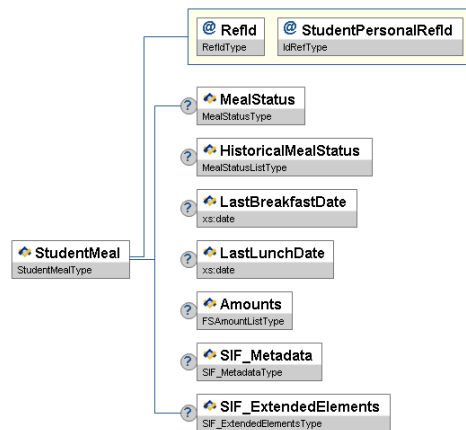 @ RefId
RefIdType
@ StudentPersonalRefId
IdRefType
? MealStatus
MealStatusType
? HistoricalMealStatus
MealStatusListType
? LastBreakfastDate
xs:date
StudentMeal
StudentMealType
? LastLunchDate
xs:date
? Amounts
FSAmountListType
? SIF_Metadata
SIF_MetadataType
? SIF_ExtendedElements
SIF_ExtendedElementsType